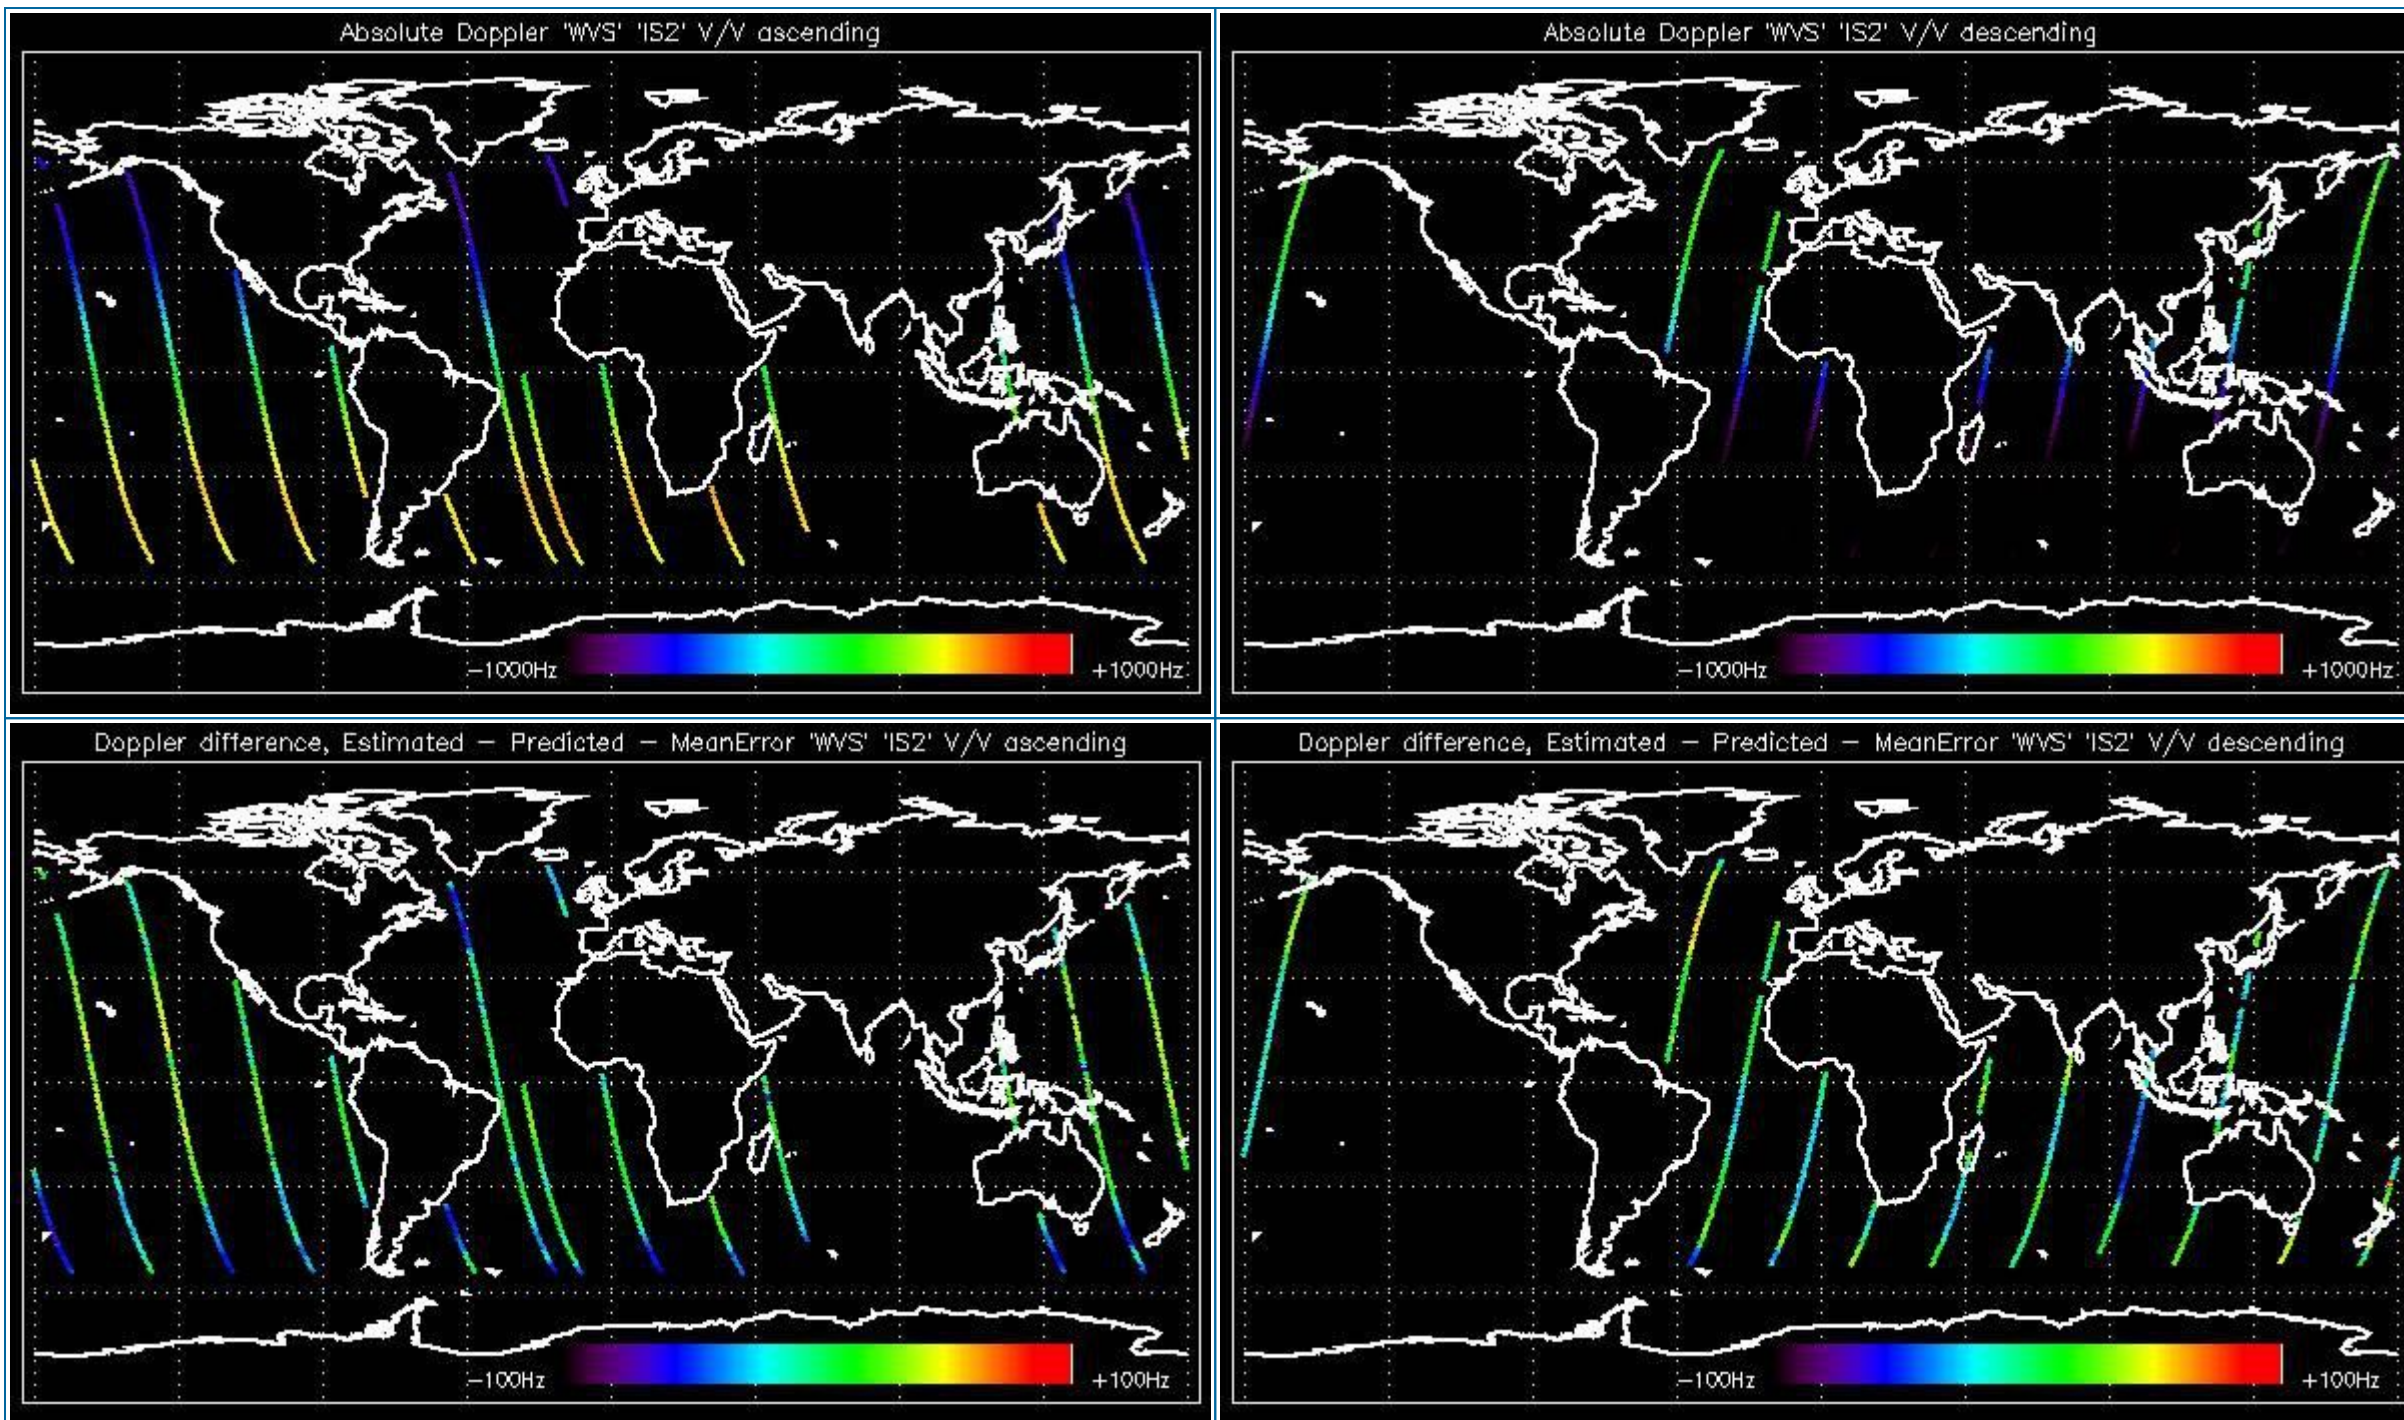 Absolute Doppler 'WVS' 'IS2' V/V ascending
-1000Hz
+1000Hz
Absolute Doppler 'WVS' 'IS2' V/V descending
-1000Hz
+1000Hz
Doppler difference, Estimated - Predicted - MeanError 'WVS' 'IS2' V/V ascending
-100Hz
+100Hz
Doppler difference, Estimated - Predicted - MeanError 'WVS' 'IS2' V/V descending
-100Hz
+100Hz